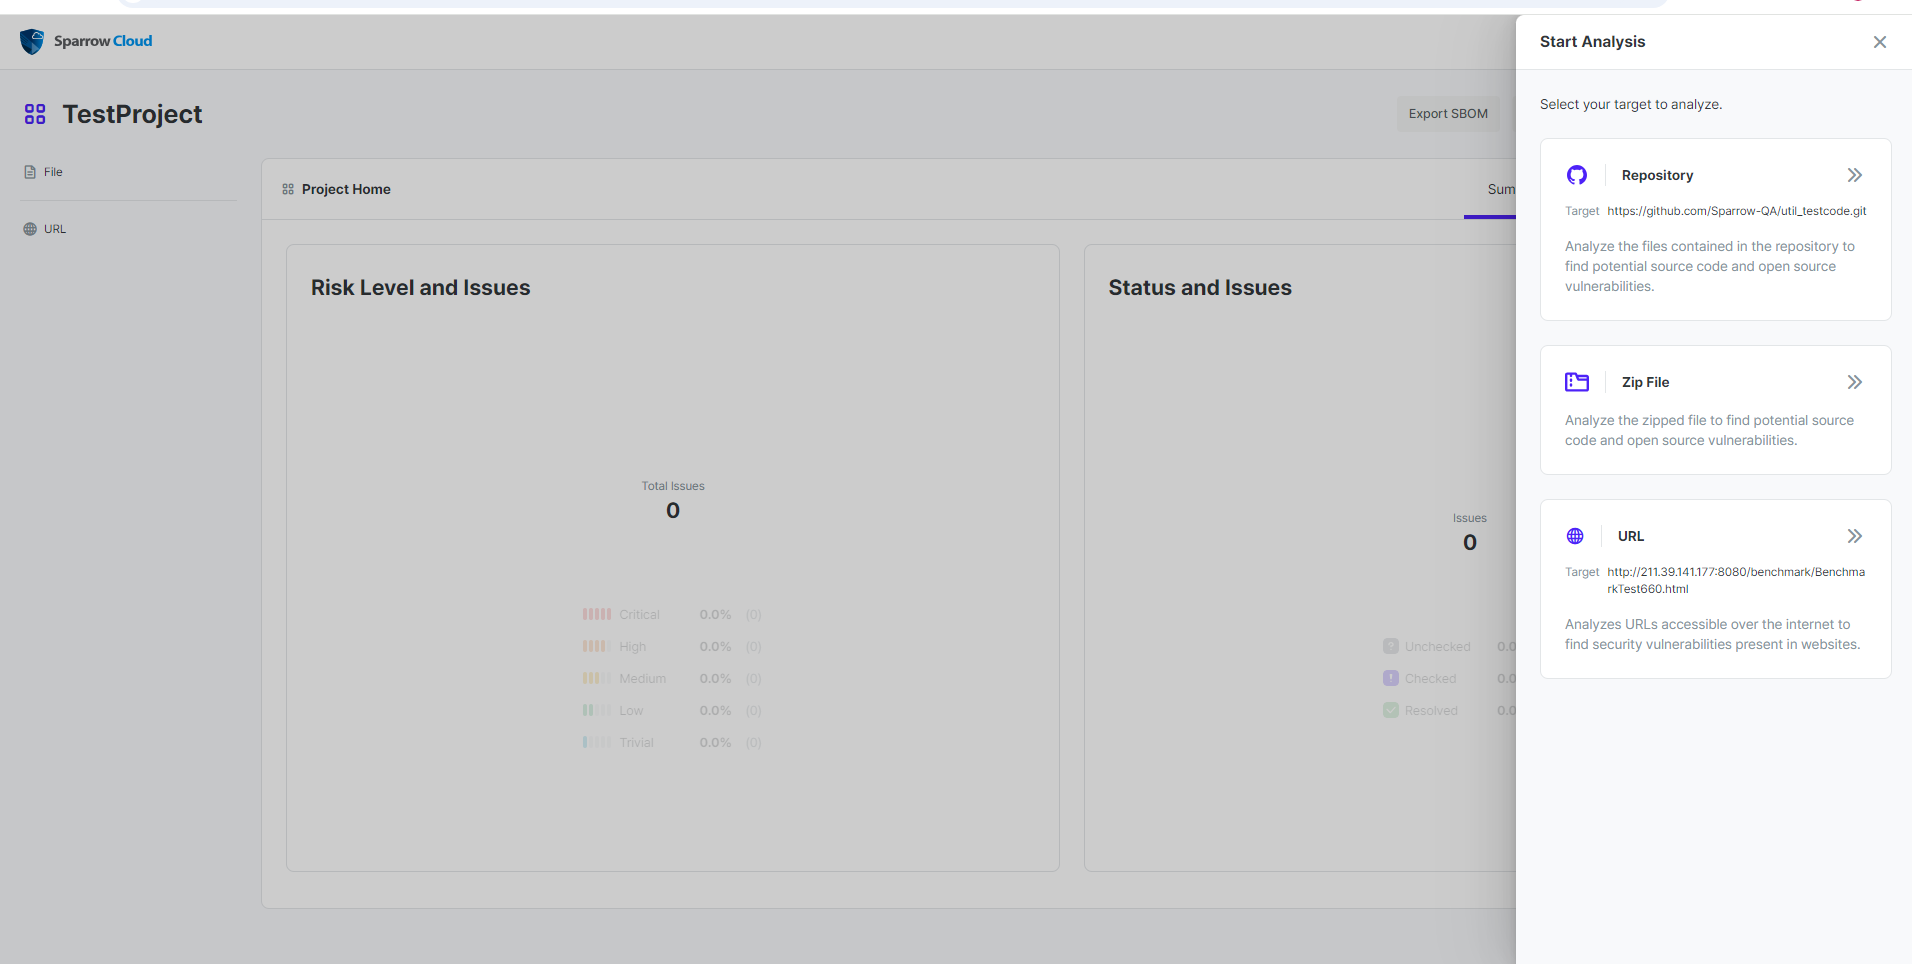 Sparrow Cloud
TestProject
Export SBOM
File
URL
Project Home
Sum
Risk Level and Issues
Total Issues
0
Critical 0.0% (0)
High 0.0% (0)
Medium 0.0% (0)
Low 0.0% (0)
Trivial 0.0% (0)
Status and Issues
Issues
0
Unchecked 0.0
Checked 0.0
Resolved 0.0
Start Analysis
Select your target to analyze.
Repository
Target https://github.com/Sparrow-QA/util_testcode.git
Analyze the files contained in the repository to
find potential source code and open source
vulnerabilities.
Zip File
Analyze the zipped file to find potential source
code and open source vulnerabilities.
URL
Target http://211.39.141.177:8080/benchmark/Benchma
rkTest660.html
Analyzes URLs accessible over the internet to
find security vulnerabilities present in websites.